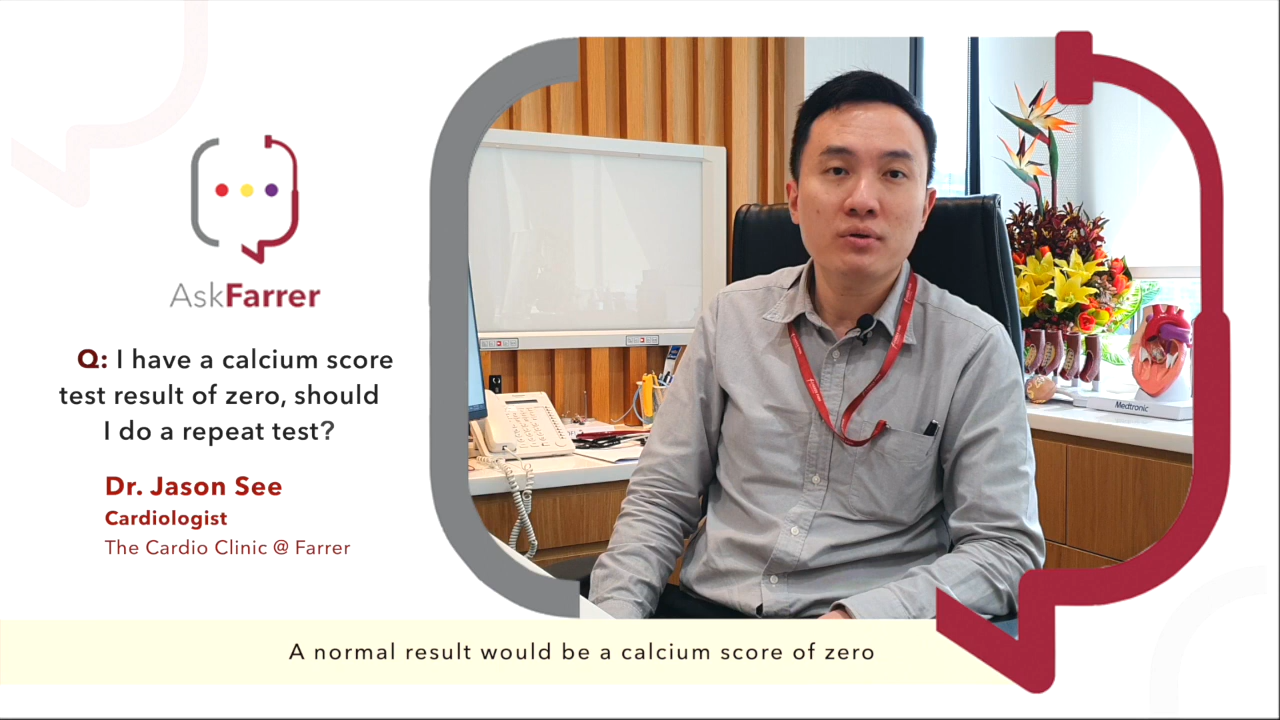 AskFarrer
Q: I have a calcium score
test result of zero, should
I do a repeat test?
Dr. Jason See
Cardiologist
The Cardio Clinic @ Farrer
Medtronic
A normal result would be a calcium score of zero